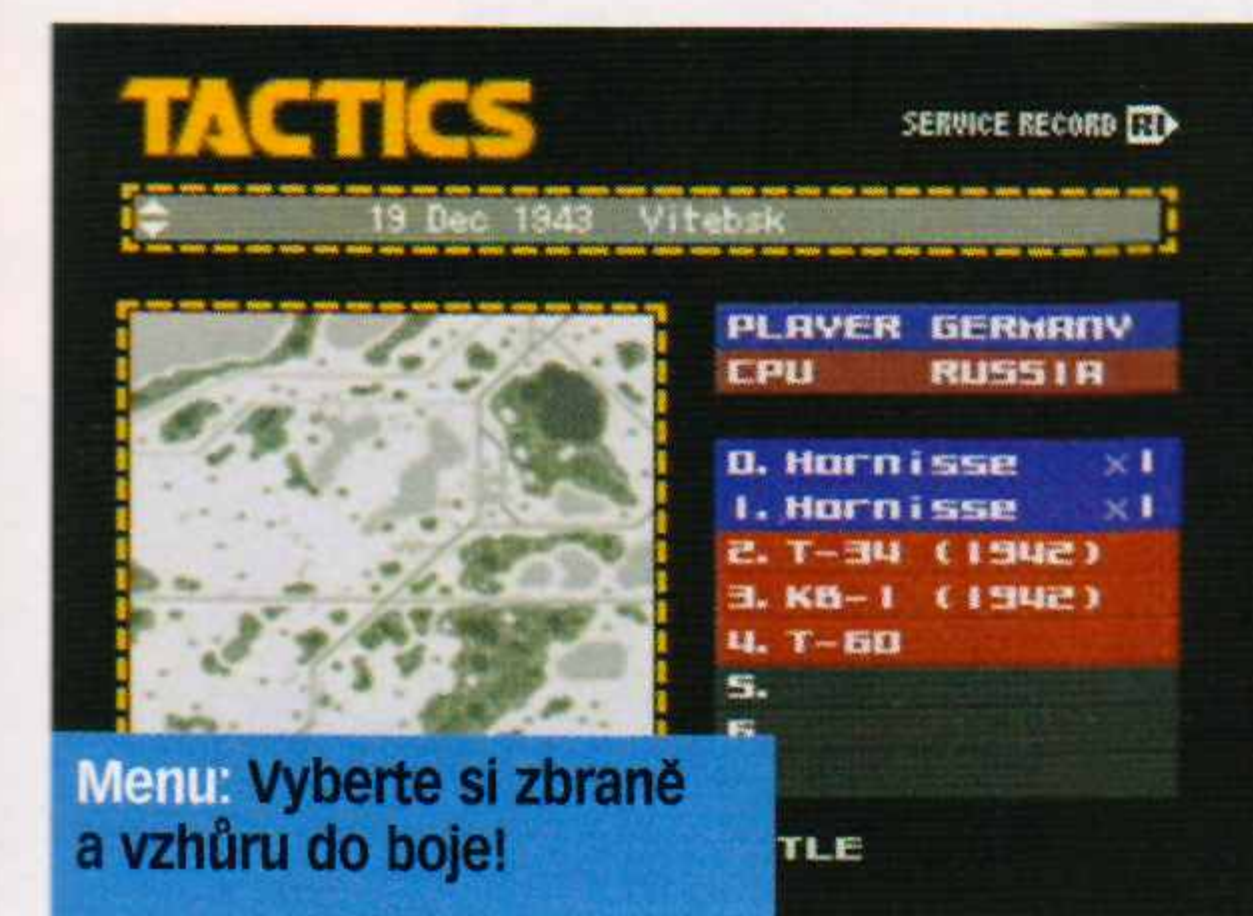 TACTICS
SERVICE RECORD R1
19 Dec 1943 Vitebsk
PLAYER GERMANY
CPU RUSSIA
0. Hornisse ×1
1. Hornisse ×1
2. T-34 (1942)
3. KB-1 (1942)
4. T-60
5.
6
TLE
Menu: Vyberte si zbraně
a vzhůru do boje!